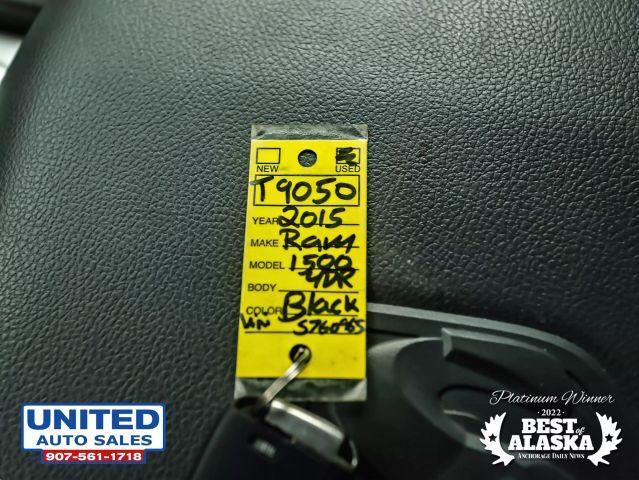 NEW USED
T9050
YEAR 2015
MAKE Ram
MODEL 1500
BODY 4DR
COLOR Black
VIN S760965
UNITED
AUTO SALES
907-561-1718
Platinum Winner
·2022·
BEST
of
ALASKA
ANCHORAGE DAILY NEWS